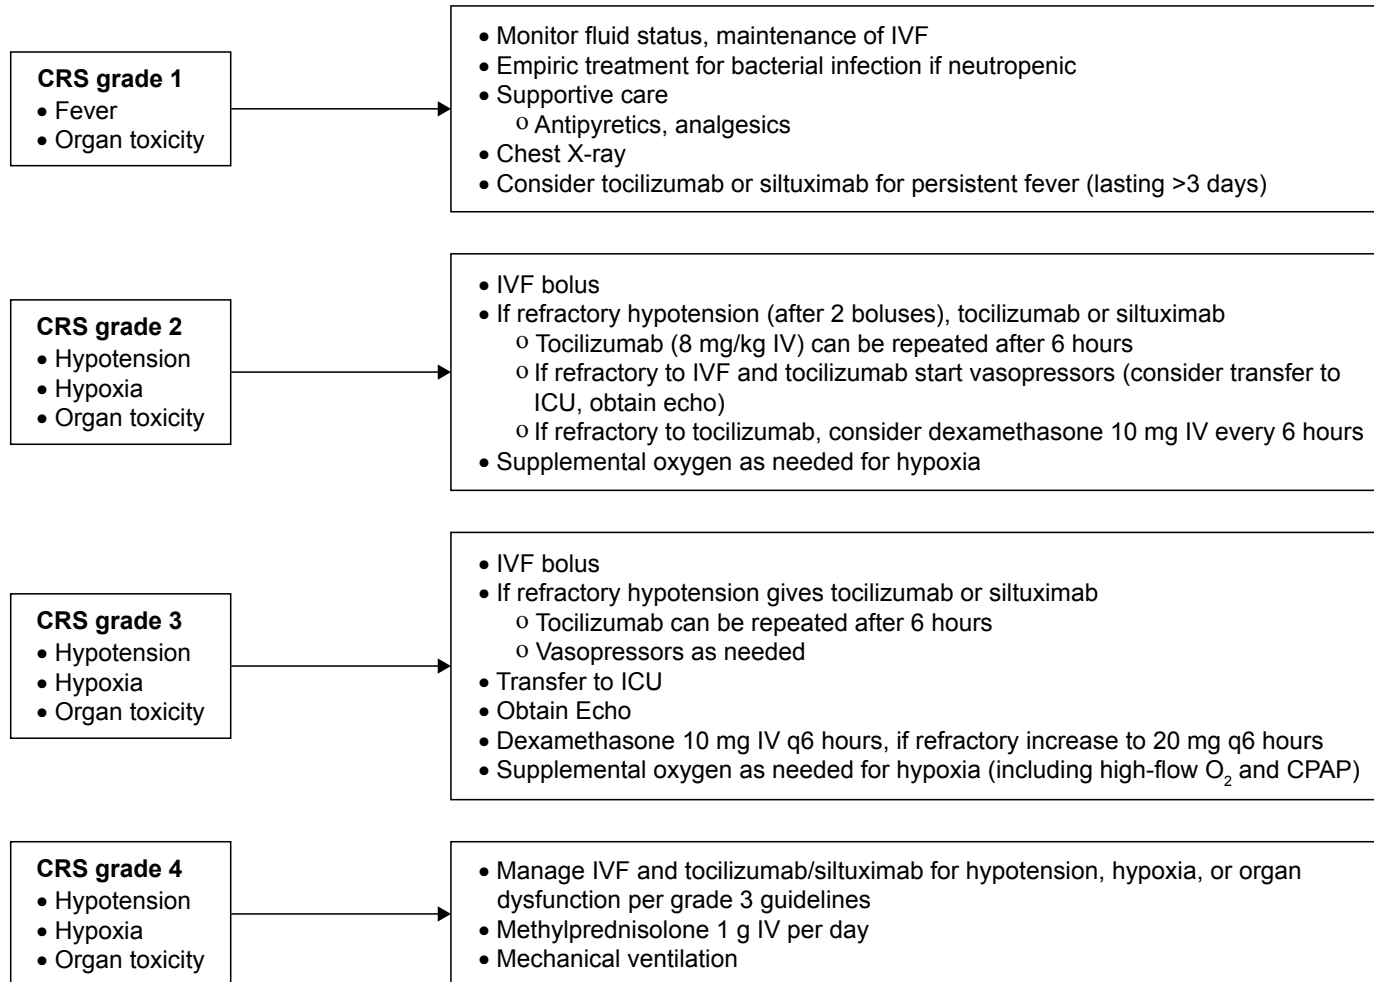 CRS grade 1
• Fever
• Organ toxicity
• Monitor fluid status, maintenance of IVF
• Empiric treatment for bacterial infection if neutropenic
• Supportive care
o Antipyretics, analgesics
• Chest X-ray
• Consider tocilizumab or siltuximab for persistent fever (lasting >3 days)
CRS grade 2
• Hypotension
• Hypoxia
• Organ toxicity
• IVF bolus
• If refractory hypotension (after 2 boluses), tocilizumab or siltuximab
o Tocilizumab (8 mg/kg IV) can be repeated after 6 hours
o If refractory to IVF and tocilizumab start vasopressors (consider transfer to
ICU, obtain echo)
o If refractory to tocilizumab, consider dexamethasone 10 mg IV every 6 hours
• Supplemental oxygen as needed for hypoxia
CRS grade 3
• Hypotension
• Hypoxia
• Organ toxicity
• IVF bolus
• If refractory hypotension gives tocilizumab or siltuximab
o Tocilizumab can be repeated after 6 hours
o Vasopressors as needed
• Transfer to ICU
• Obtain Echo
• Dexamethasone 10 mg IV q6 hours, if refractory increase to 20 mg q6 hours
• Supplemental oxygen as needed for hypoxia (including high-flow O₂ and CPAP)
CRS grade 4
• Hypotension
• Hypoxia
• Organ toxicity
• Manage IVF and tocilizumab/siltuximab for hypotension, hypoxia, or organ
dysfunction per grade 3 guidelines
• Methylprednisolone 1 g IV per day
• Mechanical ventilation